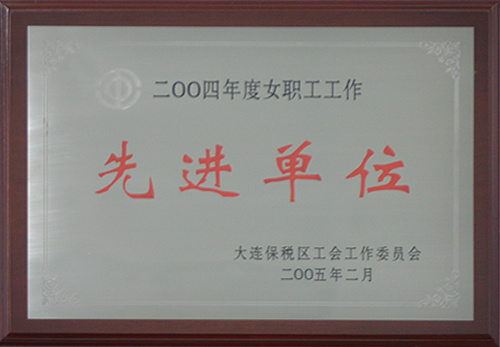 二OO四年度女职工工作
先进单位
大连保税区工会工作委员会
二OO五年二月